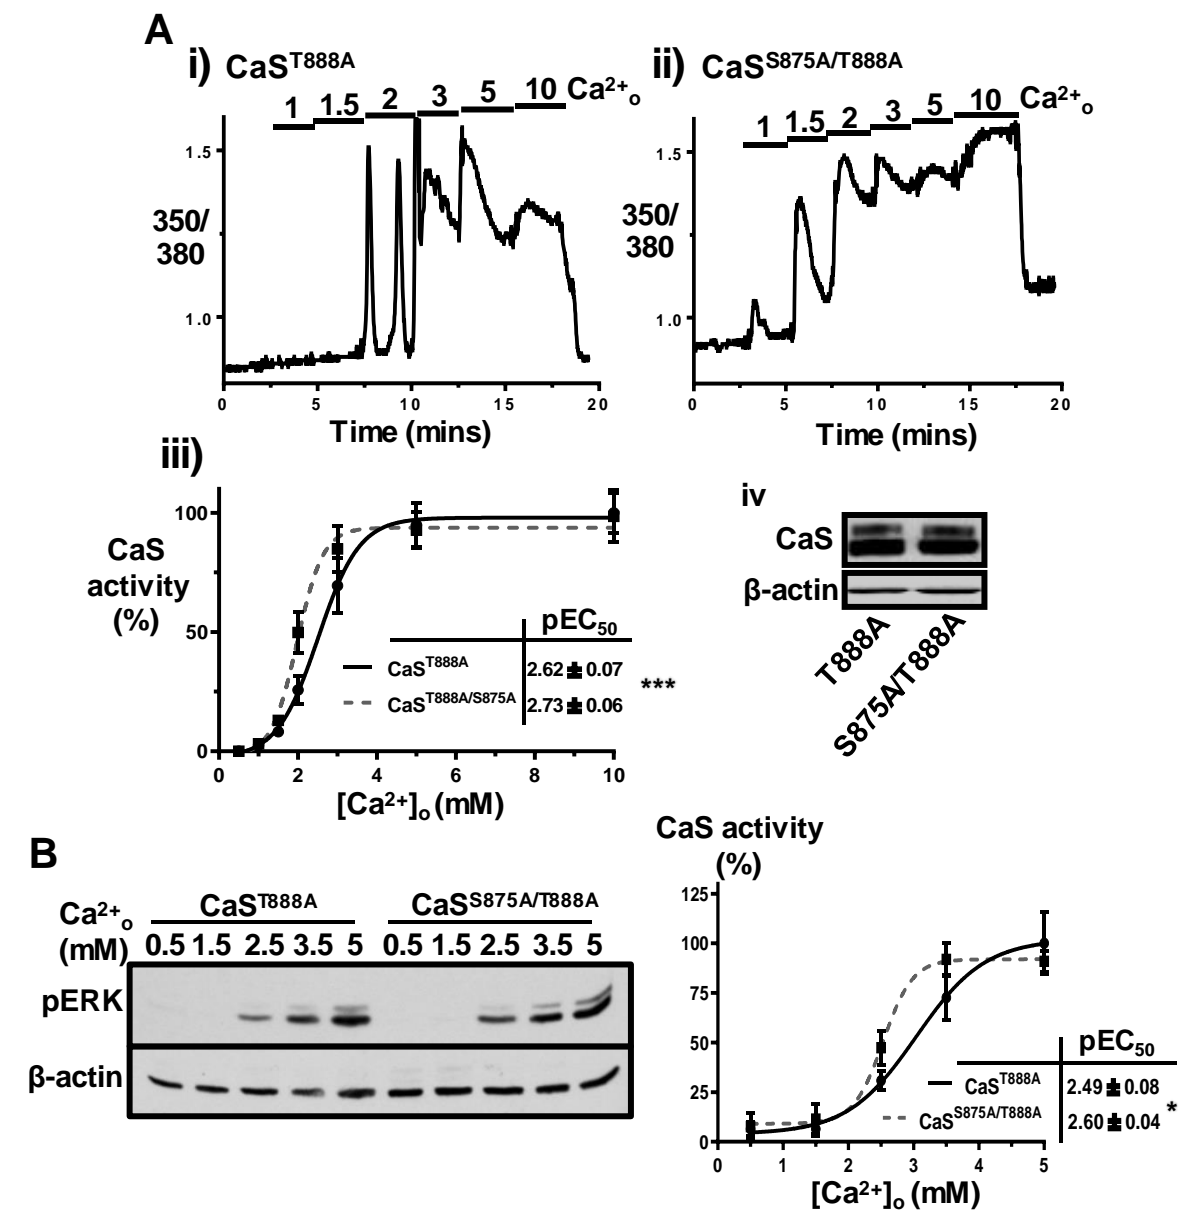 A
i) CaS^T888A
1 1.5 2 3 5 10 Ca²⁺ₒ
1.5
350/
380
1.0
0 5 10 15 20
Time (mins)
ii) CaS^S875A/T888A
1 1.5 2 3 5 10 Ca²⁺ₒ
1.5
350/
380
1.0
0 5 10 15 20
Time (mins)
iii)
CaS
activity
(%)
100
50
0
0 2 4 6 8 10
[Ca²⁺]ₒ (mM)
pEC₅₀
CaS^T888A 2.62 ± 0.07
CaS^T888A/S875A 2.73 ± 0.06
***
iv
CaS
β-actin
T888A
S875A/T888A
B
Ca²⁺ₒ
(mM)
CaS^T888A CaS^S875A/T888A
0.5 1.5 2.5 3.5 5 0.5 1.5 2.5 3.5 5
pERK
β-actin
CaS activity
(%)
125
100
75
50
25
0
0 1 2 3 4 5
[Ca²⁺]ₒ (mM)
pEC₅₀
CaS^T888A 2.49 ± 0.08
CaS^S875A/T888A 2.60 ± 0.04
*